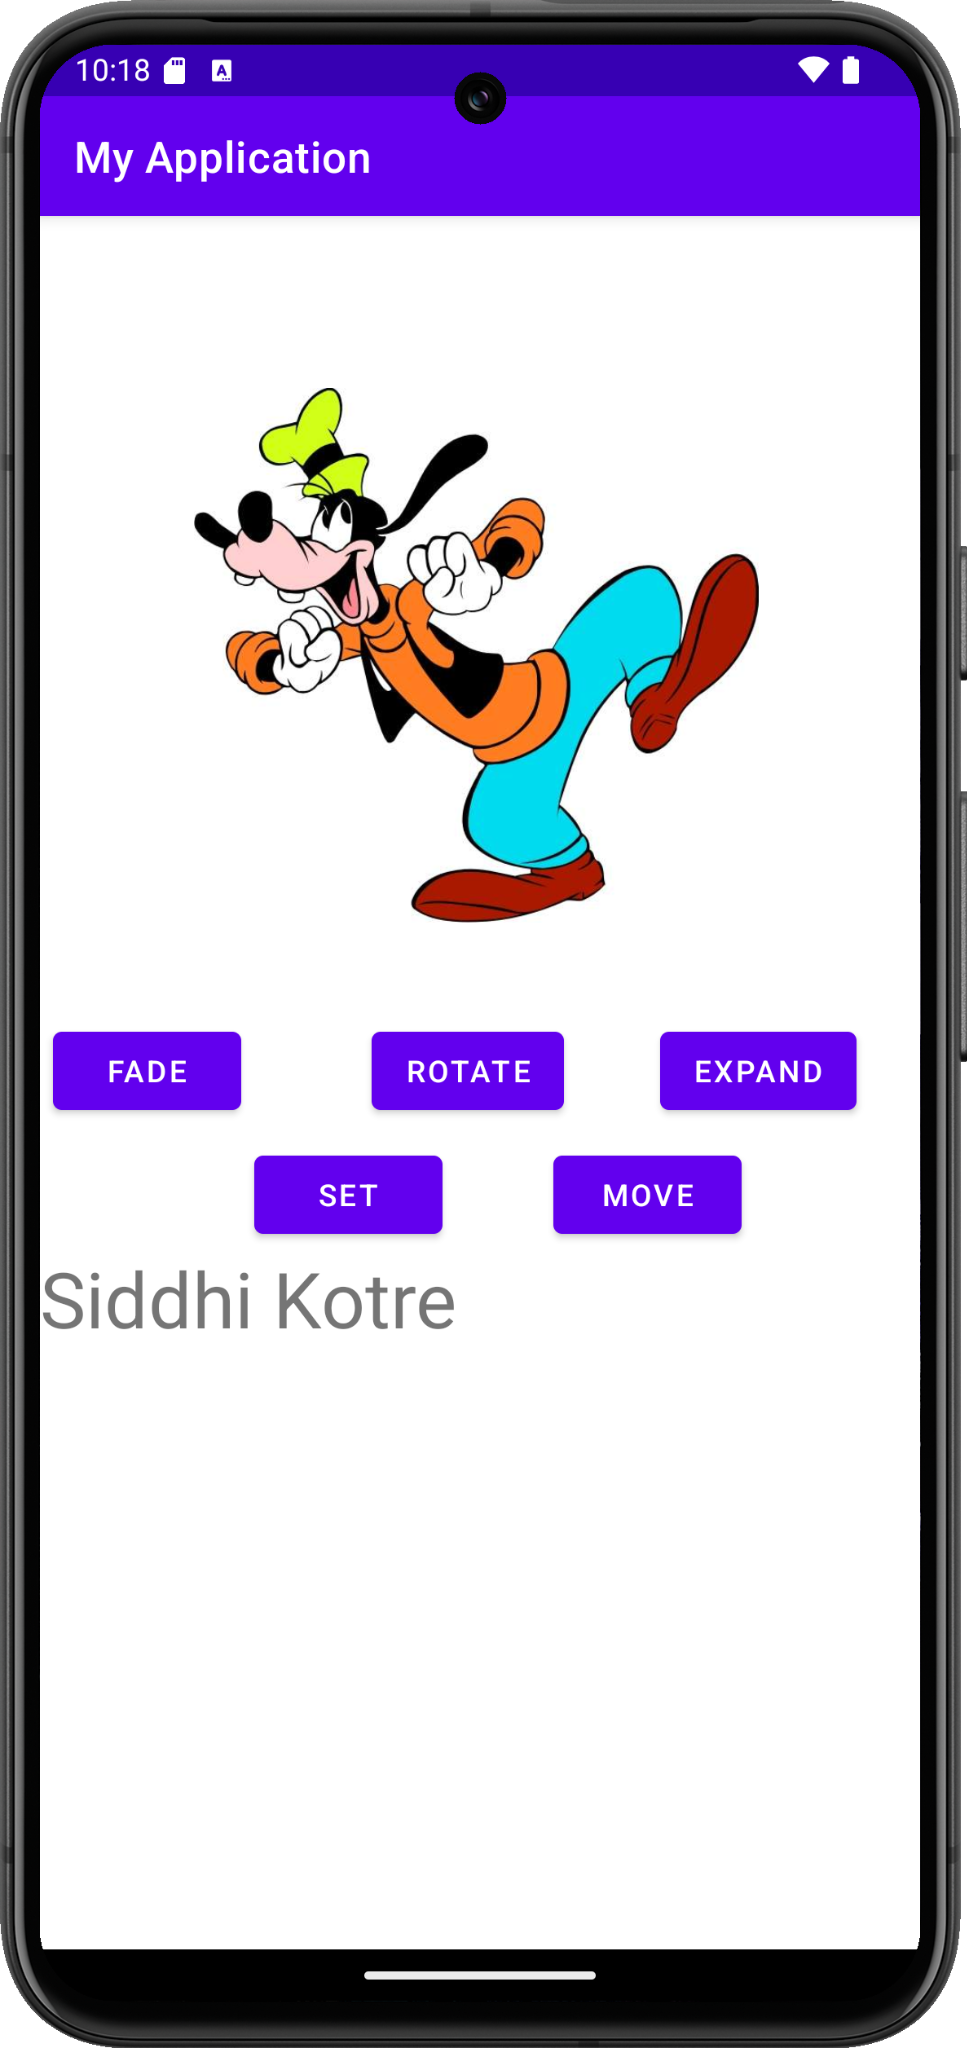 10:18
My Application
FADE ROTATE EXPAND
SET MOVE
Siddhi Kotre